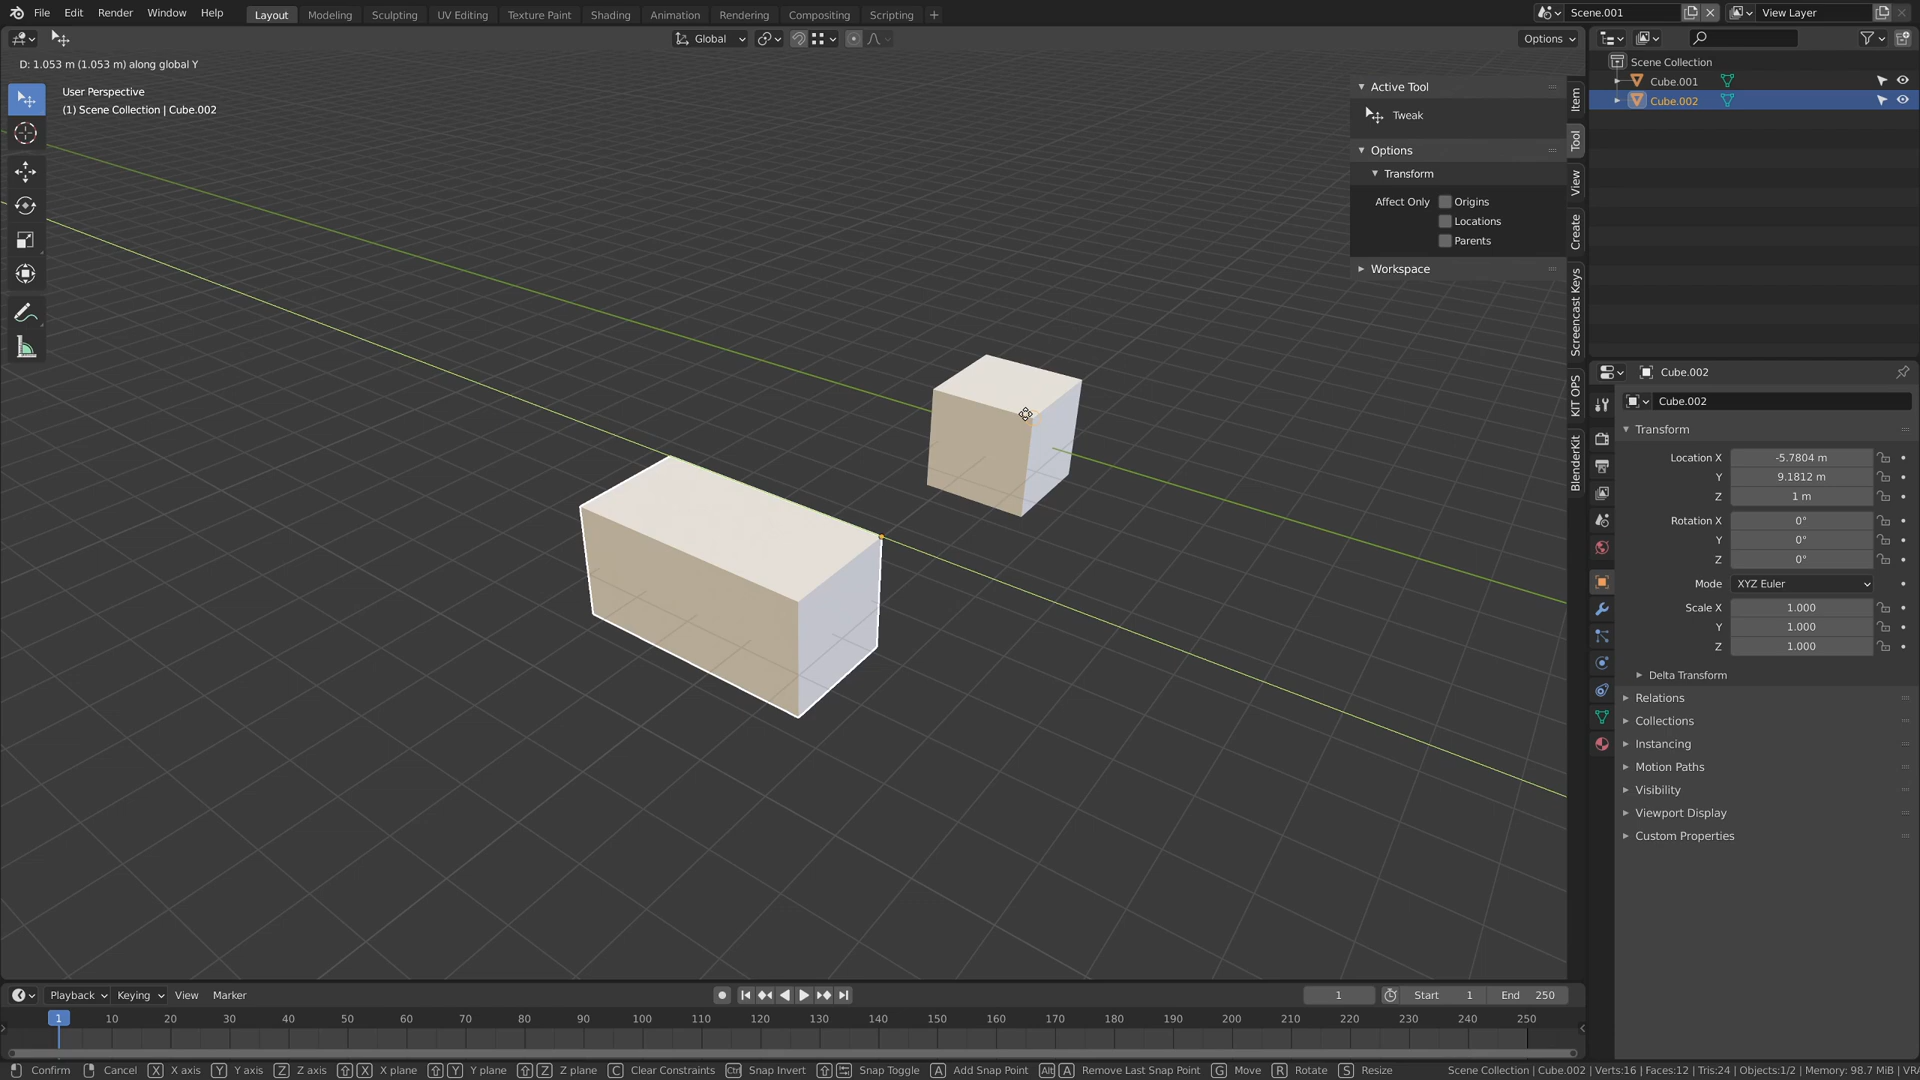 File Edit Render Window Help Layout Modeling Sculpting UV Editing Texture Paint Shading Animation Rendering Compositing Scripting + Scene.001 View Layer
Global Options
D: 1.053 m (1.053 m) along global Y
User Perspective
(1) Scene Collection | Cube.002
Active Tool
Tweak
Options
Transform
Affect Only Origins
Locations
Parents
Workspace
Item
Tool
View
Create
Screencast Keys
KIT OPS
BlenderKit
Scene Collection
Cube.001
Cube.002
Cube.002
Cube.002
Transform
Location X -5.7804 m
Y 9.1812 m
Z 1 m
Rotation X 0°
Y 0°
Z 0°
Mode XYZ Euler
Scale X 1.000
Y 1.000
Z 1.000
Delta Transform
Relations
Collections
Instancing
Motion Paths
Visibility
Viewport Display
Custom Properties
Playback Keying View Marker 1 Start 1 End 250
1 10 20 30 40 50 60 70 80 90 100 110 120 130 140 150 160 170 180 190 200 210 220 230 240 250
Confirm Cancel X X axis Y Y axis Z Z axis X X plane Y Y plane Z Z plane C Clear Constraints Ctrl Snap Invert Snap Toggle A Add Snap Point Alt A Remove Last Snap Point G Move R Rotate S Resize Scene Collection | Cube.002 | Verts:16 | Faces:12 | Tris:24 | Objects:1/2 | Memory: 98.7 MiB | VRA